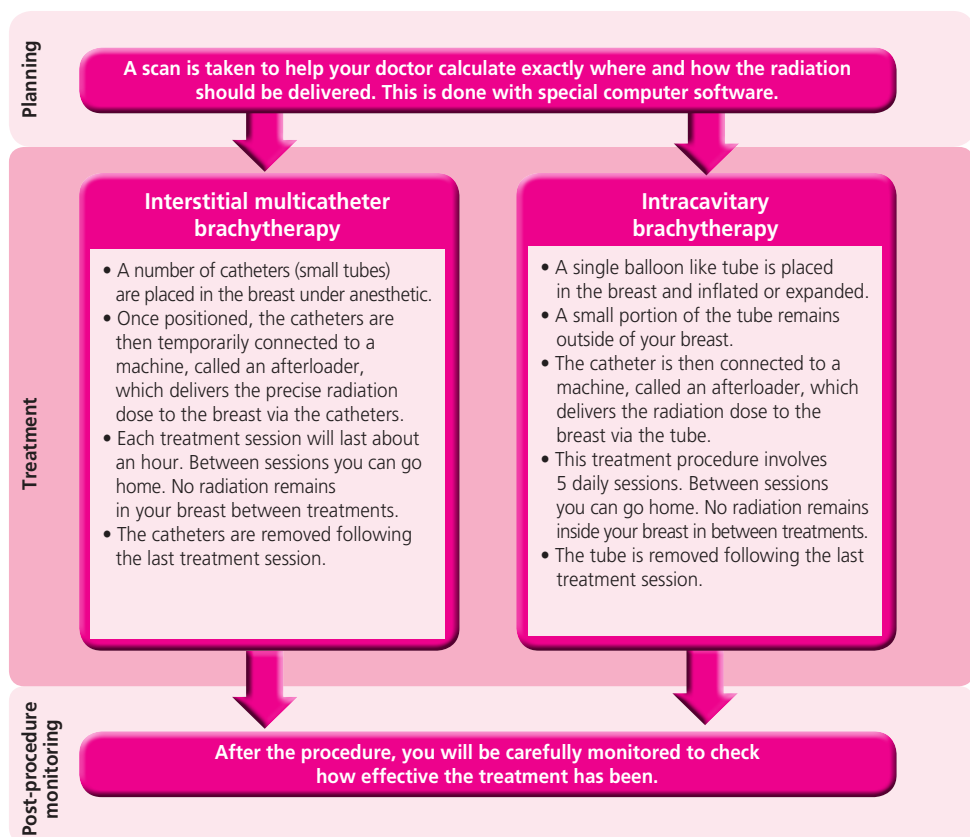 Planning
A scan is taken to help your doctor calculate exactly where and how the radiation
should be delivered. This is done with special computer software.
Treatment
Interstitial multicatheter
brachytherapy
• A number of catheters (small tubes)
are placed in the breast under anesthetic.
• Once positioned, the catheters are
then temporarily connected to a
machine, called an afterloader,
which delivers the precise radiation
dose to the breast via the catheters.
• Each treatment session will last about
an hour. Between sessions you can go
home. No radiation remains
in your breast between treatments.
• The catheters are removed following
the last treatment session.
Intracavitary
brachytherapy
• A single balloon like tube is placed
in the breast and inflated or expanded.
• A small portion of the tube remains
outside of your breast.
• The catheter is then connected to a
machine, called an afterloader, which
delivers the radiation dose to the
breast via the tube.
• This treatment procedure involves
5 daily sessions. Between sessions
you can go home. No radiation remains
inside your breast in between treatments.
• The tube is removed following the last
treatment session.
Post-procedure
monitoring
After the procedure, you will be carefully monitored to check
how effective the treatment has been.